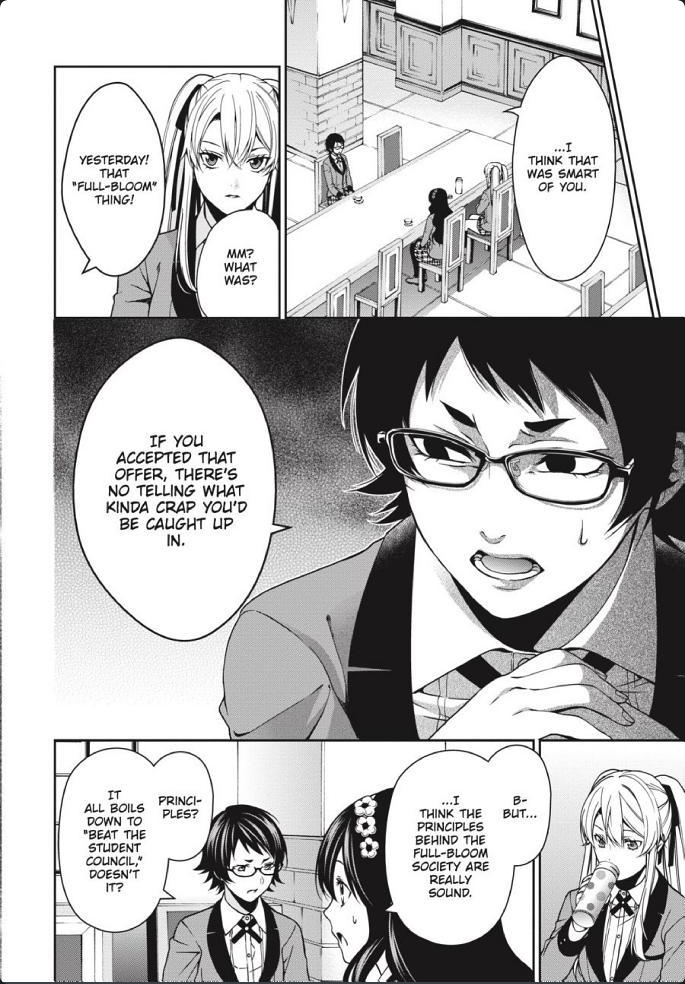 ...I
THINK THAT
WAS SMART
OF YOU.
MM?
WHAT
WAS?
YESTERDAY!
THAT
"FULL-BLOOM"
THING!
IF YOU
ACCEPTED THAT
OFFER, THERE'S
NO TELLING WHAT
KINDA CRAP YOU'D
BE CAUGHT UP
IN.
B-
BUT...
...I
THINK THE
PRINCIPLES
BEHIND THE
FULL-BLOOM
SOCIETY ARE
REALLY
SOUND.
PRINCI-
PLES?
IT
ALL BOILS
DOWN TO
"BEAT THE
STUDENT
COUNCIL,"
DOESN'T
IT?